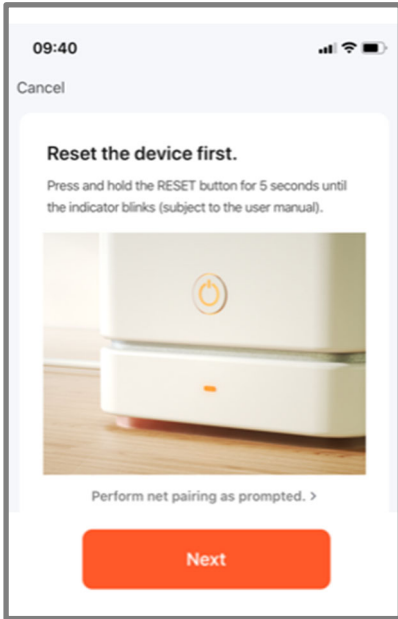 09:40
Cancel
Reset the device first.
Press and hold the RESET button for 5 seconds until
the indicator blinks (subject to the user manual).
Perform net pairing as prompted. >
Next